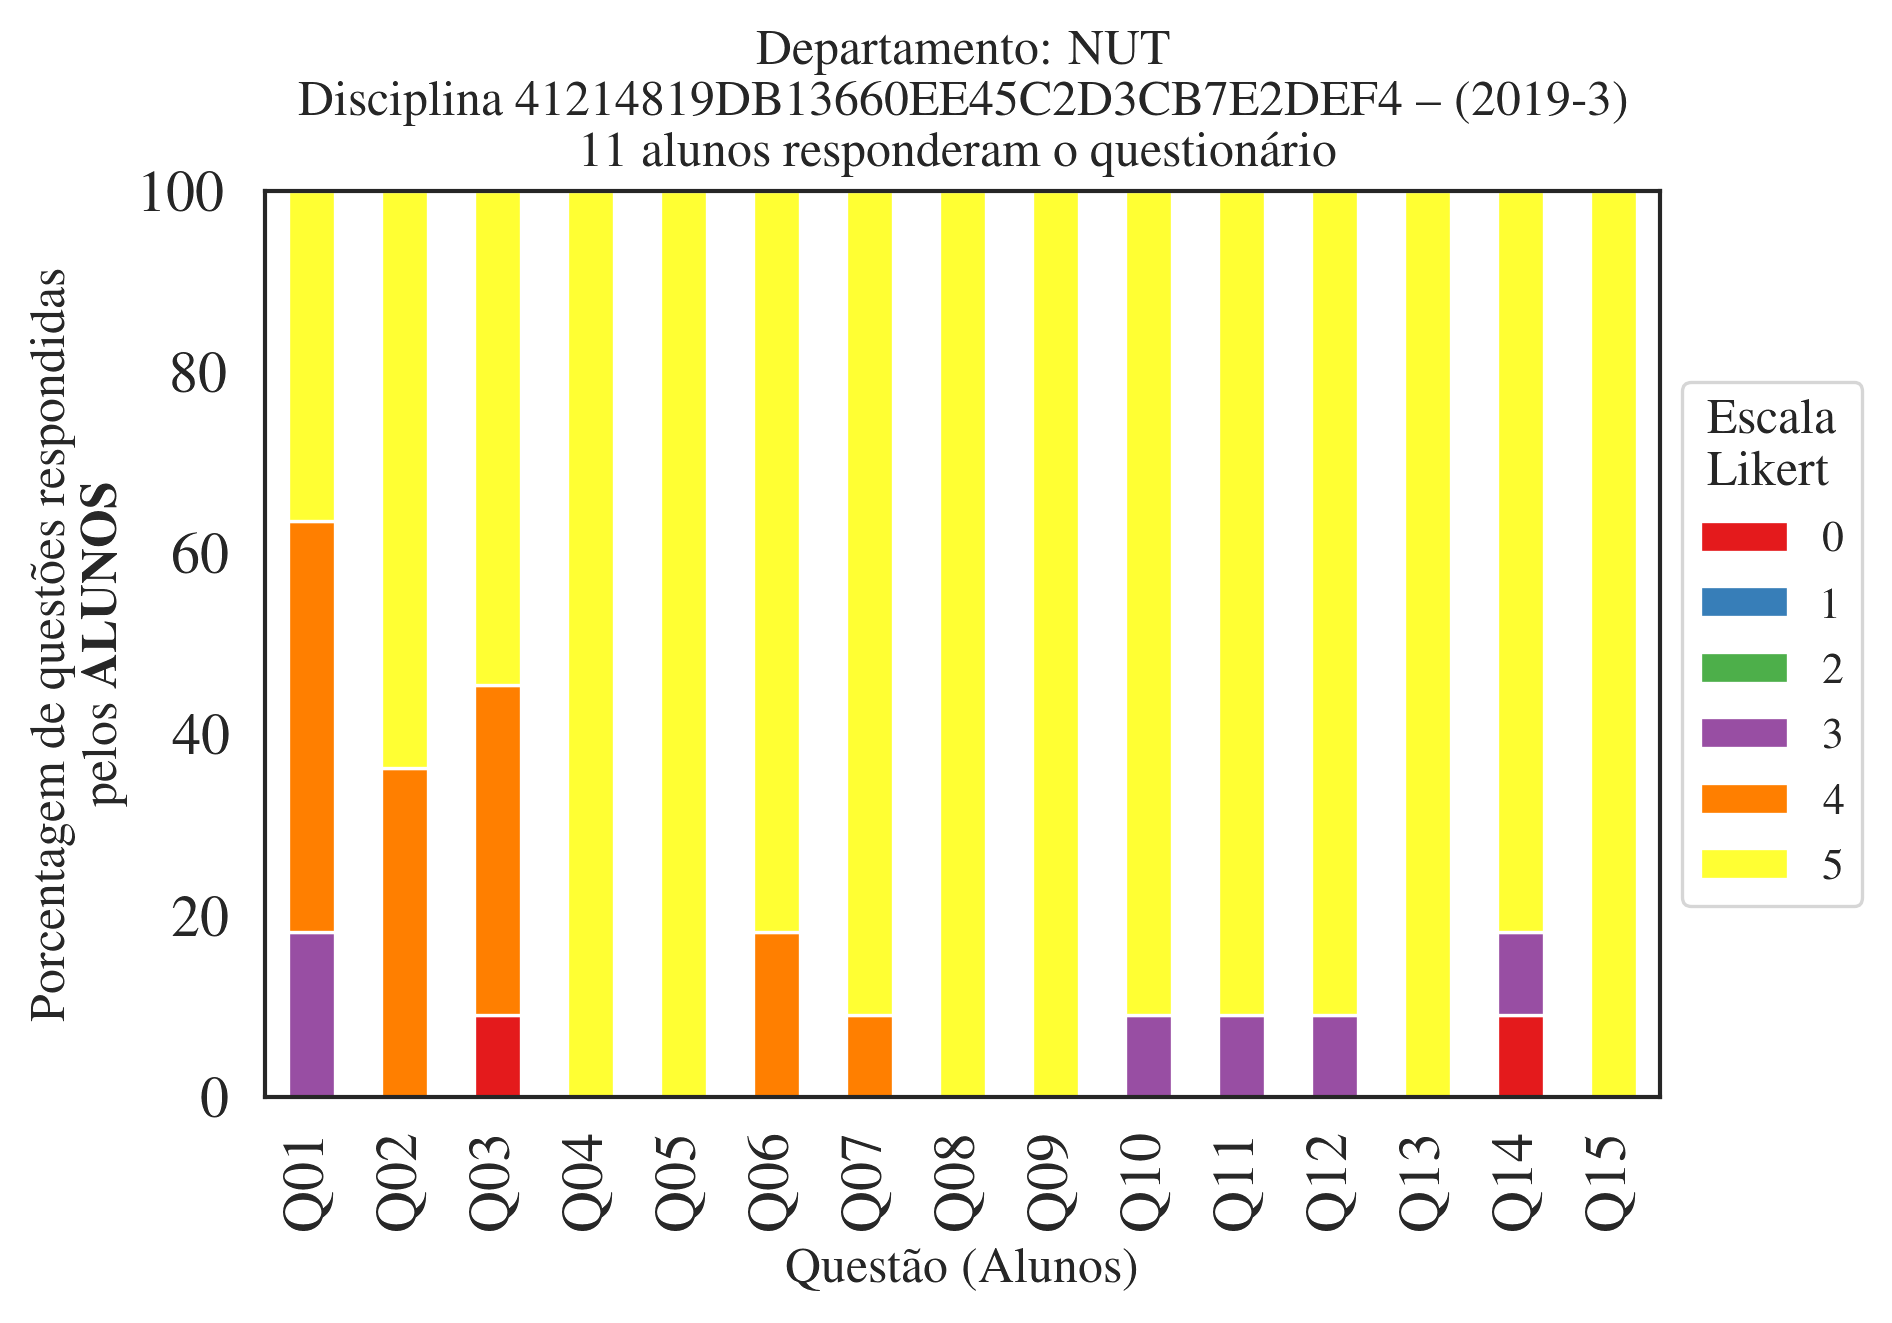 Departamento: NUT
Disciplina 41214819DB13660EE45C2D3CB7E2DEF4 – (2019-3)
11 alunos responderam o questionário
Porcentagem de questões respondidas
pelos ALUNOS
100
80
60
40
20
0
Q01
Q02
Q03
Q04
Q05
Q06
Q07
Q08
Q09
Q10
Q11
Q12
Q13
Q14
Q15
Questão (Alunos)
Escala
Likert
0
1
2
3
4
5